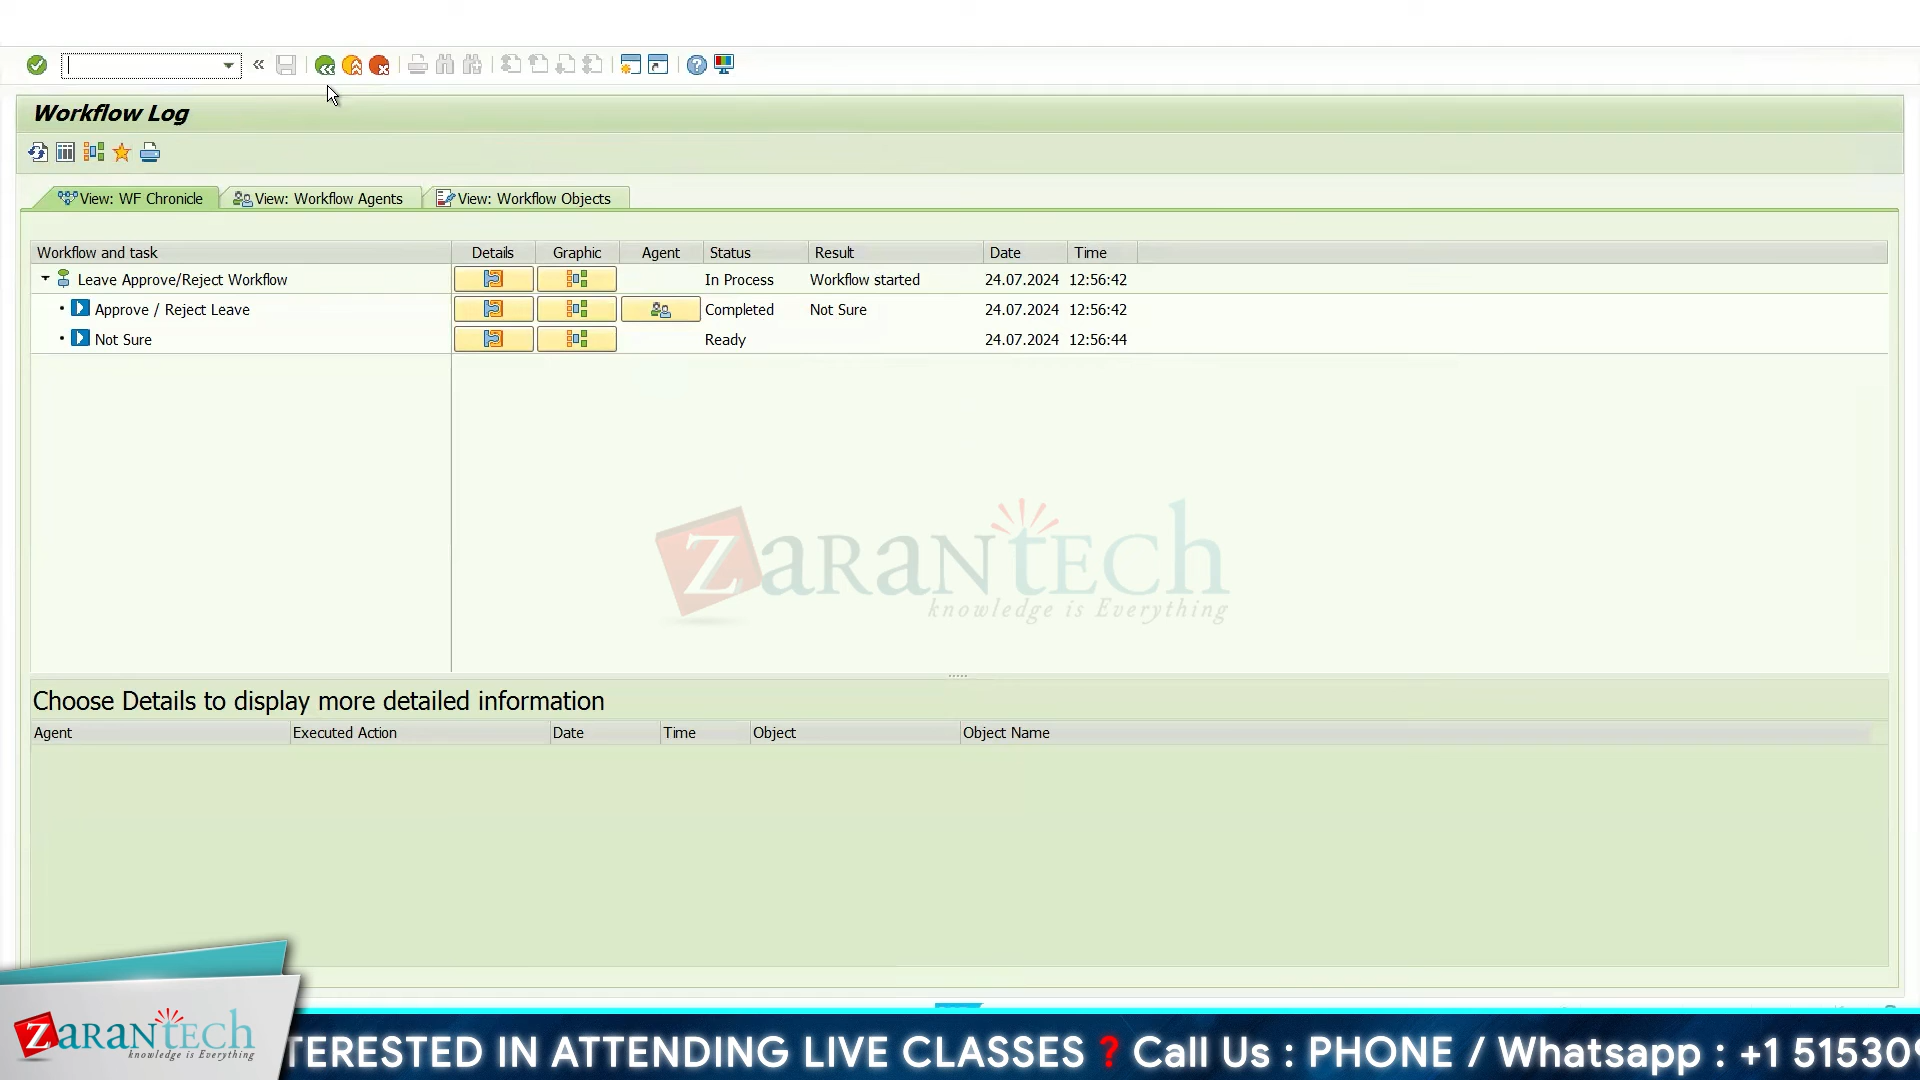 Workflow Log
View: WF Chronicle View: Workflow Agents View: Workflow Objects
Workflow and task Details Graphic Agent Status Result Date Time
Leave Approve/Reject Workflow In Process Workflow started 24.07.2024 12:56:42
Approve / Reject Leave Completed Not Sure 24.07.2024 12:56:42
Not Sure Ready 24.07.2024 12:56:44
ZaranTech
knowledge is Everything
Choose Details to display more detailed information
Agent Executed Action Date Time Object Object Name
ZaranTech
knowledge is Everything
TERESTED IN ATTENDING LIVE CLASSES ❓ Call Us : PHONE / Whatsapp : +1 51530